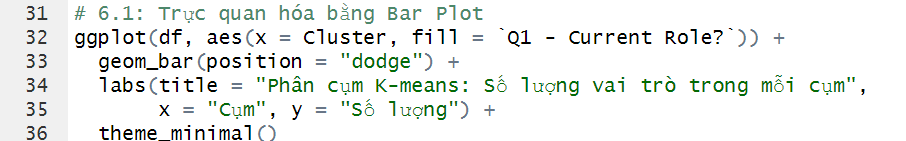 31 # 6.1: Trực quan hóa bằng Bar Plot
32 ggplot(df, aes(x = Cluster, fill = `Q1 - Current Role?`)) +
33   geom_bar(position = "dodge") +
34   labs(title = "Phân cụm K-means: Số lượng vai trò trong mỗi cụm",
35        x = "Cụm", y = "Số lượng") +
36   theme_minimal()